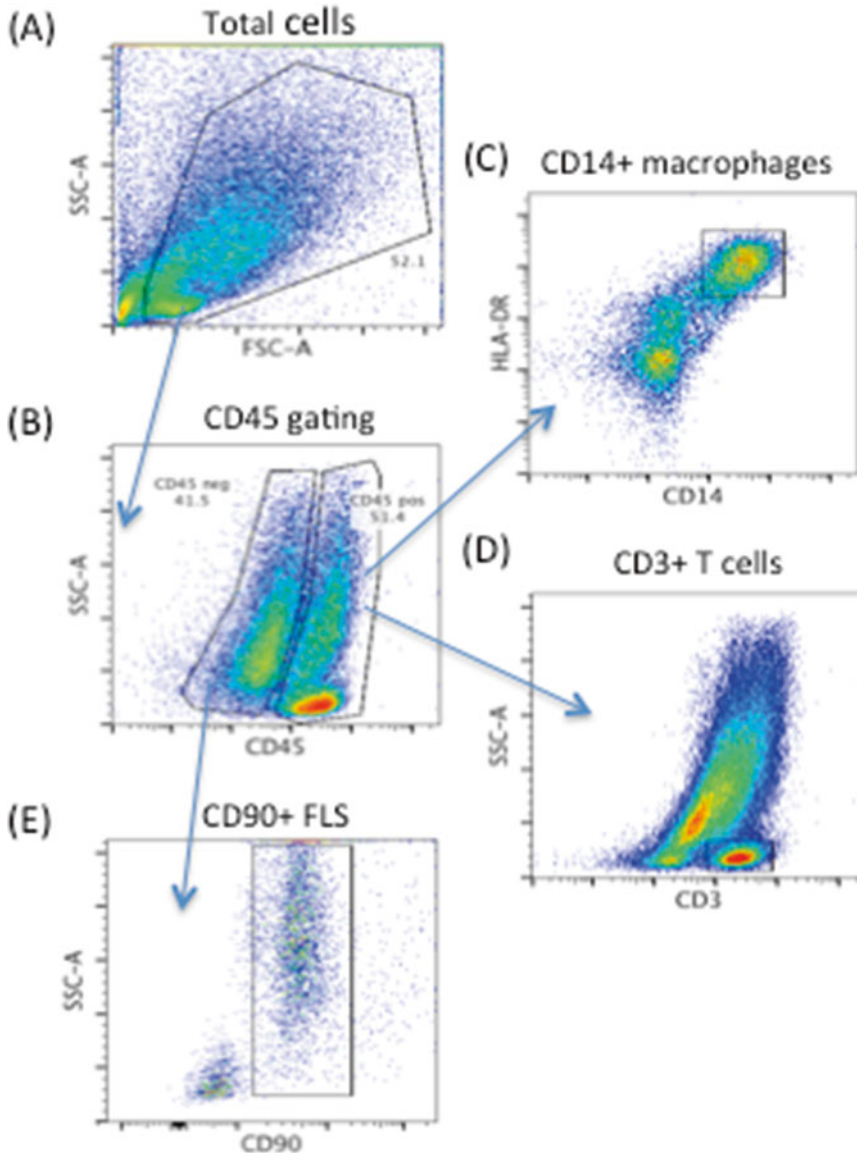 (A)
Total cells
SSC-A
52.1
FSC-A
(B)
CD45 gating
CD45 neg
41.5
CD45 pos
51.4
SSC-A
CD45
(C)
CD14+ macrophages
HLA-DR
CD14
(D)
CD3+ T cells
SSC-A
CD3
(E)
CD90+ FLS
SSC-A
CD90